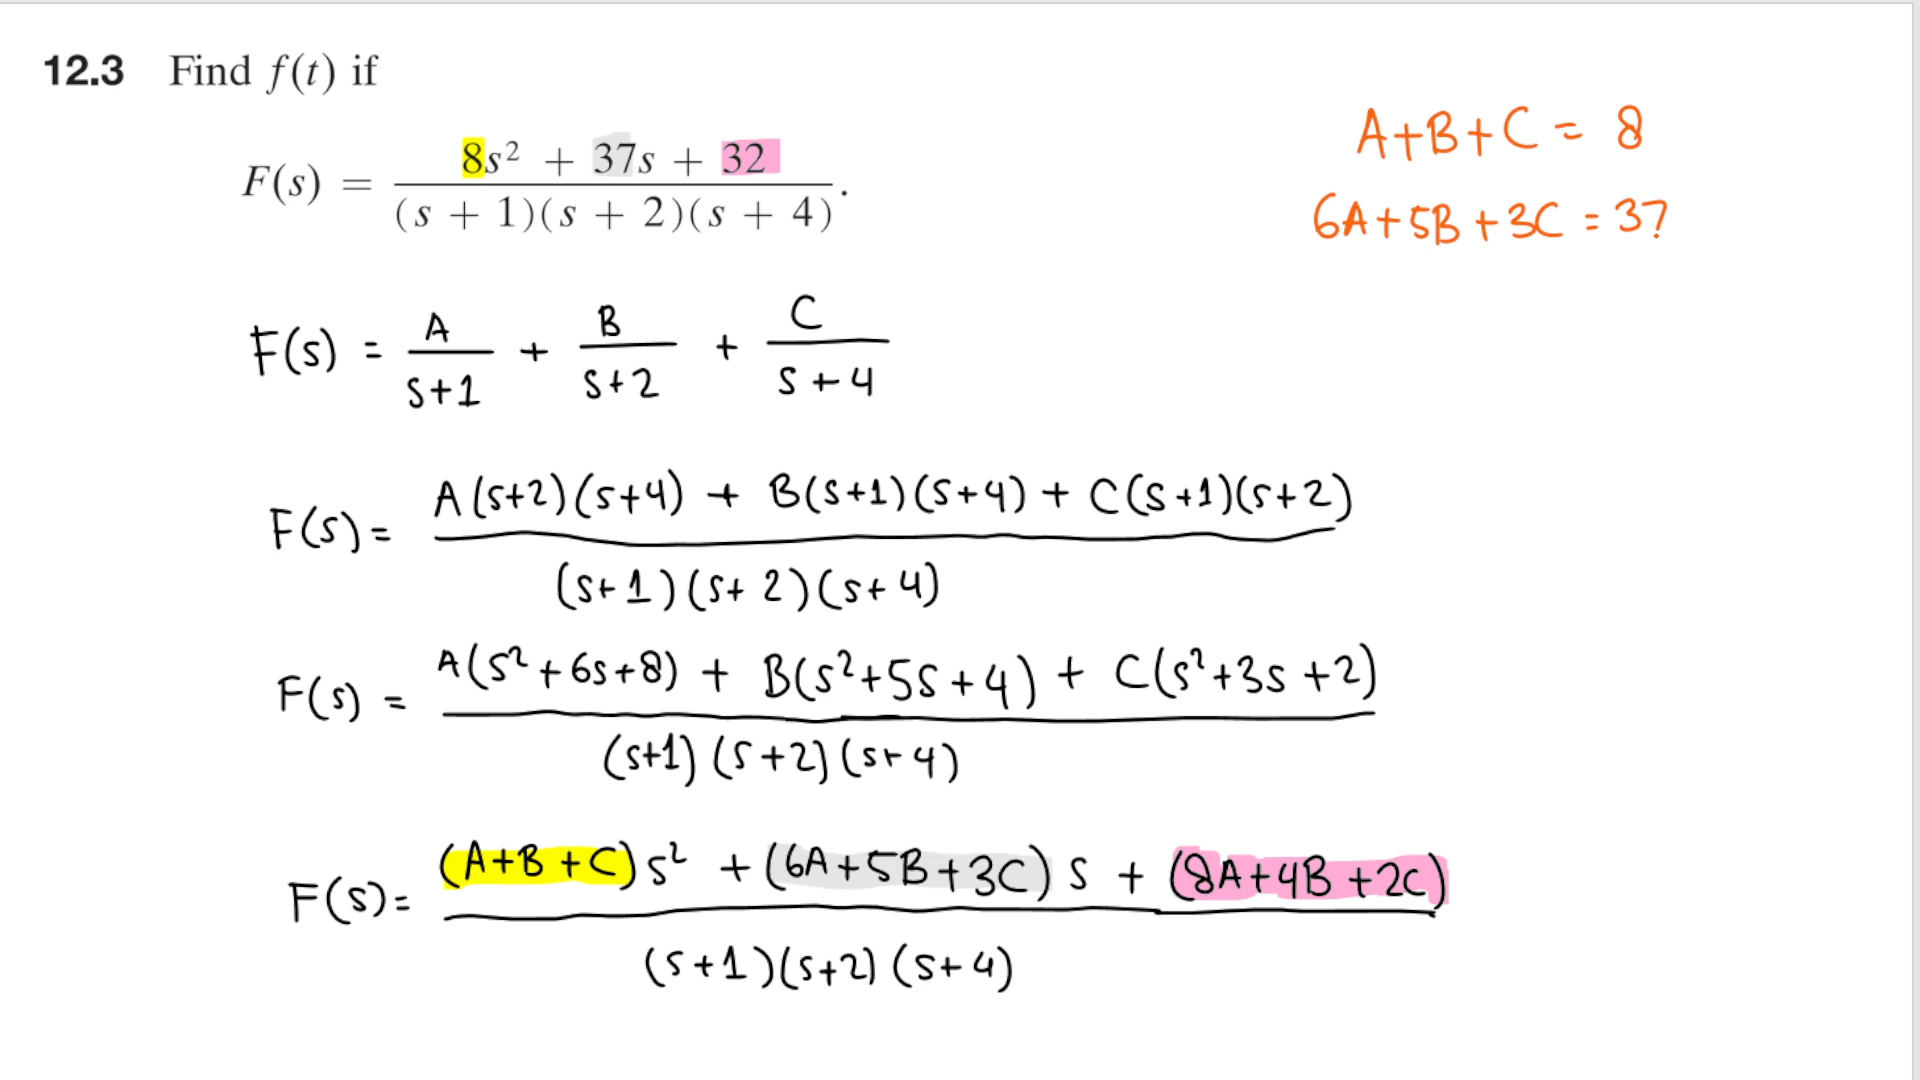 12.3 Find f(t) if
F(s) = (8s² + 37s + 32) / ((s + 1)(s + 2)(s + 4)).
A+B+C = 8
6A+5B+3C = 37
F(s) = A/(s+1) + B/(s+2) + C/(s+4)
F(s) = (A(s+2)(s+4) + B(s+1)(s+4) + C(s+1)(s+2)) / ((s+1)(s+2)(s+4))
F(s) = (A(s²+6s+8) + B(s²+5s+4) + C(s²+3s+2)) / ((s+1)(s+2)(s+4))
F(s) = ((A+B+C)s² + (6A+5B+3C)s + (8A+4B+2C)) / ((s+1)(s+2)(s+4))